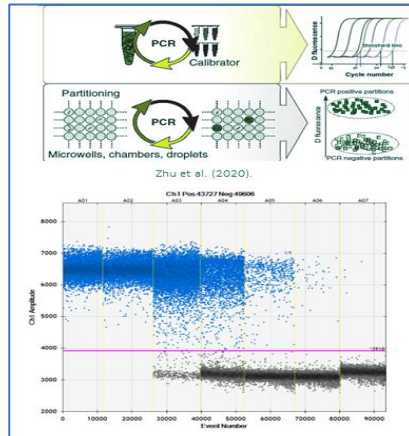 PCR
Calibrator
D fluorescence
Cycle number
Partitioning
PCR
Microwells, chambers, droplets
PCR positive partitions
D fluorescence
PCR negative partitions
Zhu et al. (2020).
Ch1 Pos:43727 Neg:49606
A01 A02 A03 A04 A05 A06 A07
Ch1 Amplitude
8000
7000
6000
5000
4000
3000
2000
0 10000 20000 30000 40000 50000 60000 70000 80000 90000
Event Number